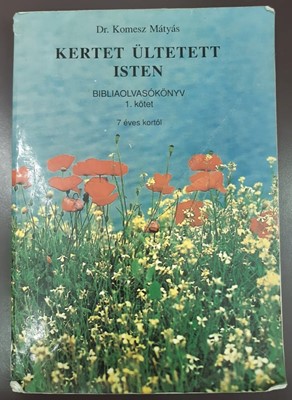 Dr. Komesz Mátyás
KERTET ÜLTETETT
ISTEN
BIBLIAOLVASÓKÖNYV
1. kötet
7 éves kortól